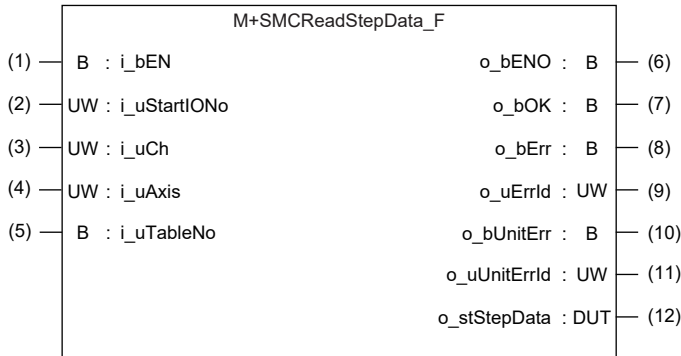 M+SMCReadStepData_F
(1) B : i_bEN o_bENO : B (6)
(2) UW : i_uStartIONo o_bOK : B (7)
(3) UW : i_uCh o_bErr : B (8)
(4) UW : i_uAxis o_uErrId : UW (9)
(5) B : i_uTableNo o_bUnitErr : B (10)
o_uUnitErrId : UW (11)
o_stStepData : DUT (12)